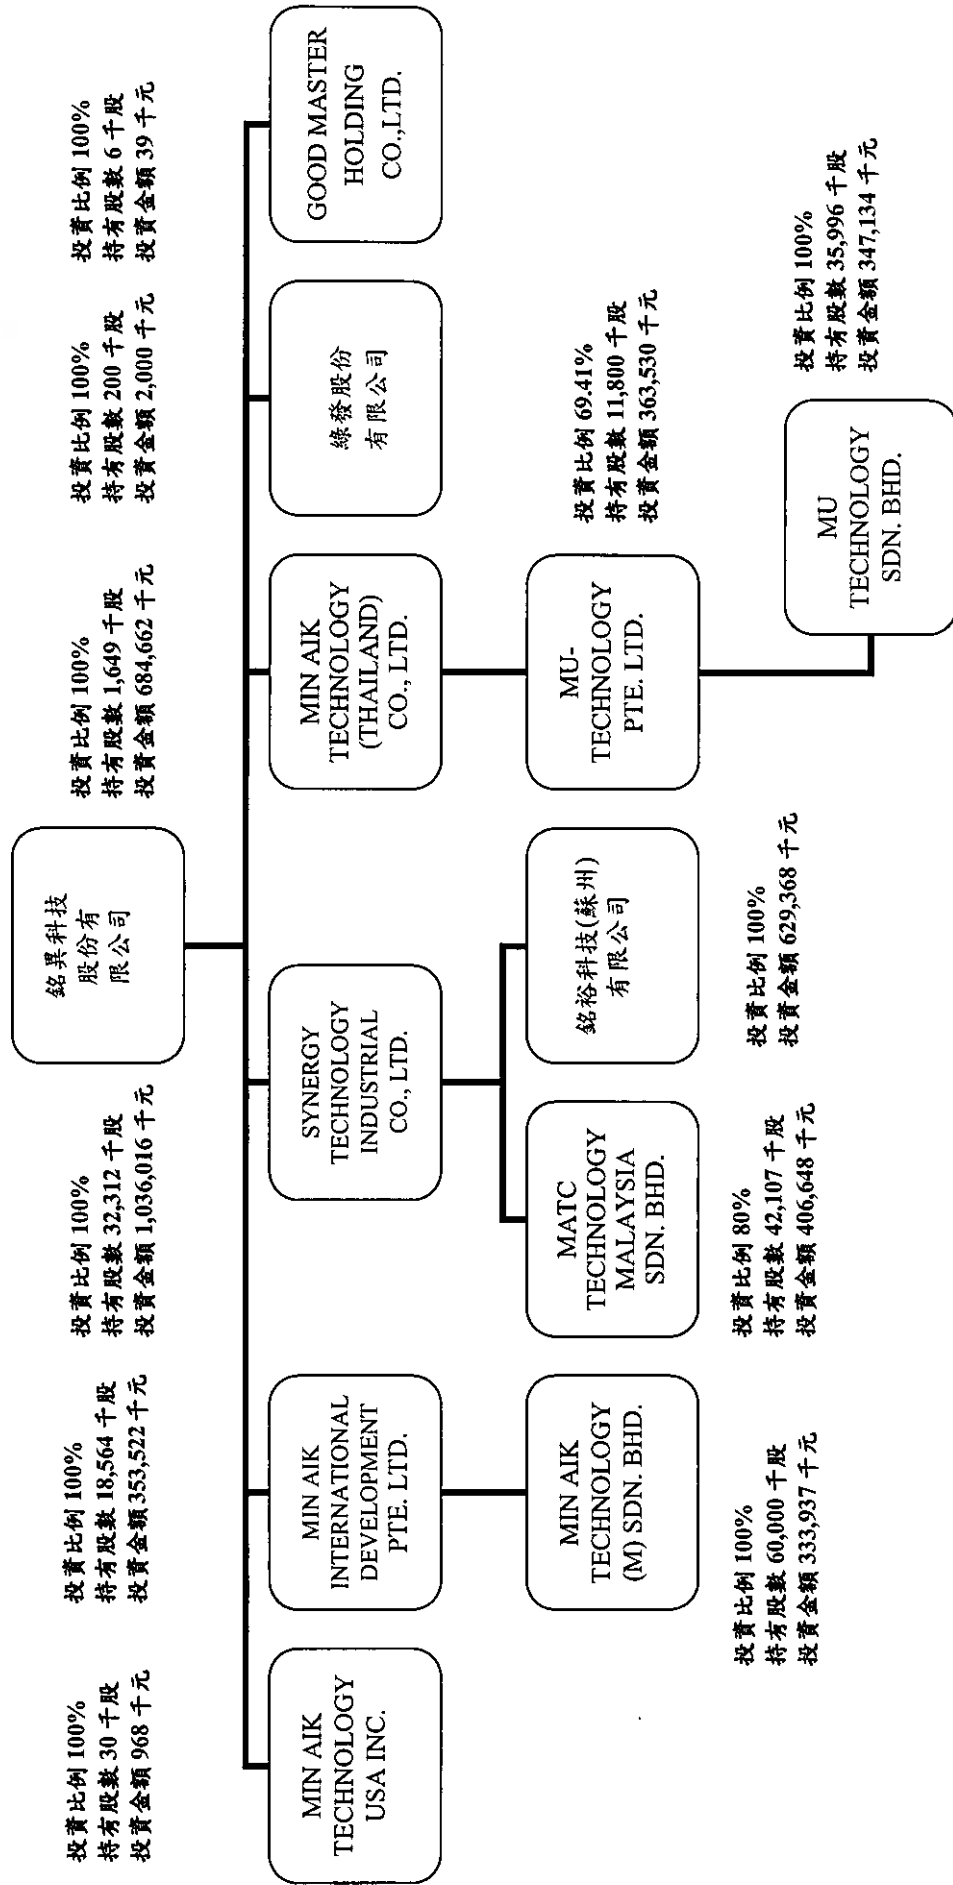 銘異科技
股份有
限公司
投資比例 100%
持有股數 30 千股
投資金額 968 千元
投資比例 100%
持有股數 18,564 千股
投資金額 353,522 千元
投資比例 100%
持有股數 32,312 千股
投資金額 1,036,016 千元
投資比例 100%
持有股數 1,649 千股
投資金額 684,662 千元
投資比例 100%
持有股數 200 千股
投資金額 2,000 千元
投資比例 100%
持有股數 6 千股
投資金額 39 千元
MIN AIK
TECHNOLOGY
USA INC.
MIN AIK
INTERNATIONAL
DEVELOPMENT
PTE. LTD.
SYNERGY
TECHNOLOGY
INDUSTRIAL
CO., LTD.
MIN AIK
TECHNOLOGY
(THAILAND)
CO., LTD.
綠發股份
有限公司
GOOD MASTER
HOLDING
CO.,LTD.
MIN AIK
TECHNOLOGY
(M) SDN. BHD.
MATC
TECHNOLOGY
MALAYSIA
SDN. BHD.
銘裕科技(蘇州)
有限公司
MU-
TECHNOLOGY
PTE. LTD.
投資比例 69.41%
持有股數 11,800 千股
投資金額 363,530 千元
投資比例 100%
持有股數 60,000 千股
投資金額 333,937 千元
投資比例 80%
持有股數 42,107 千股
投資金額 406,648 千元
投資比例 100%
投資金額 629,368 千元
MU
TECHNOLOGY
SDN. BHD.
投資比例 100%
持有股數 35,996 千股
投資金額 347,134 千元